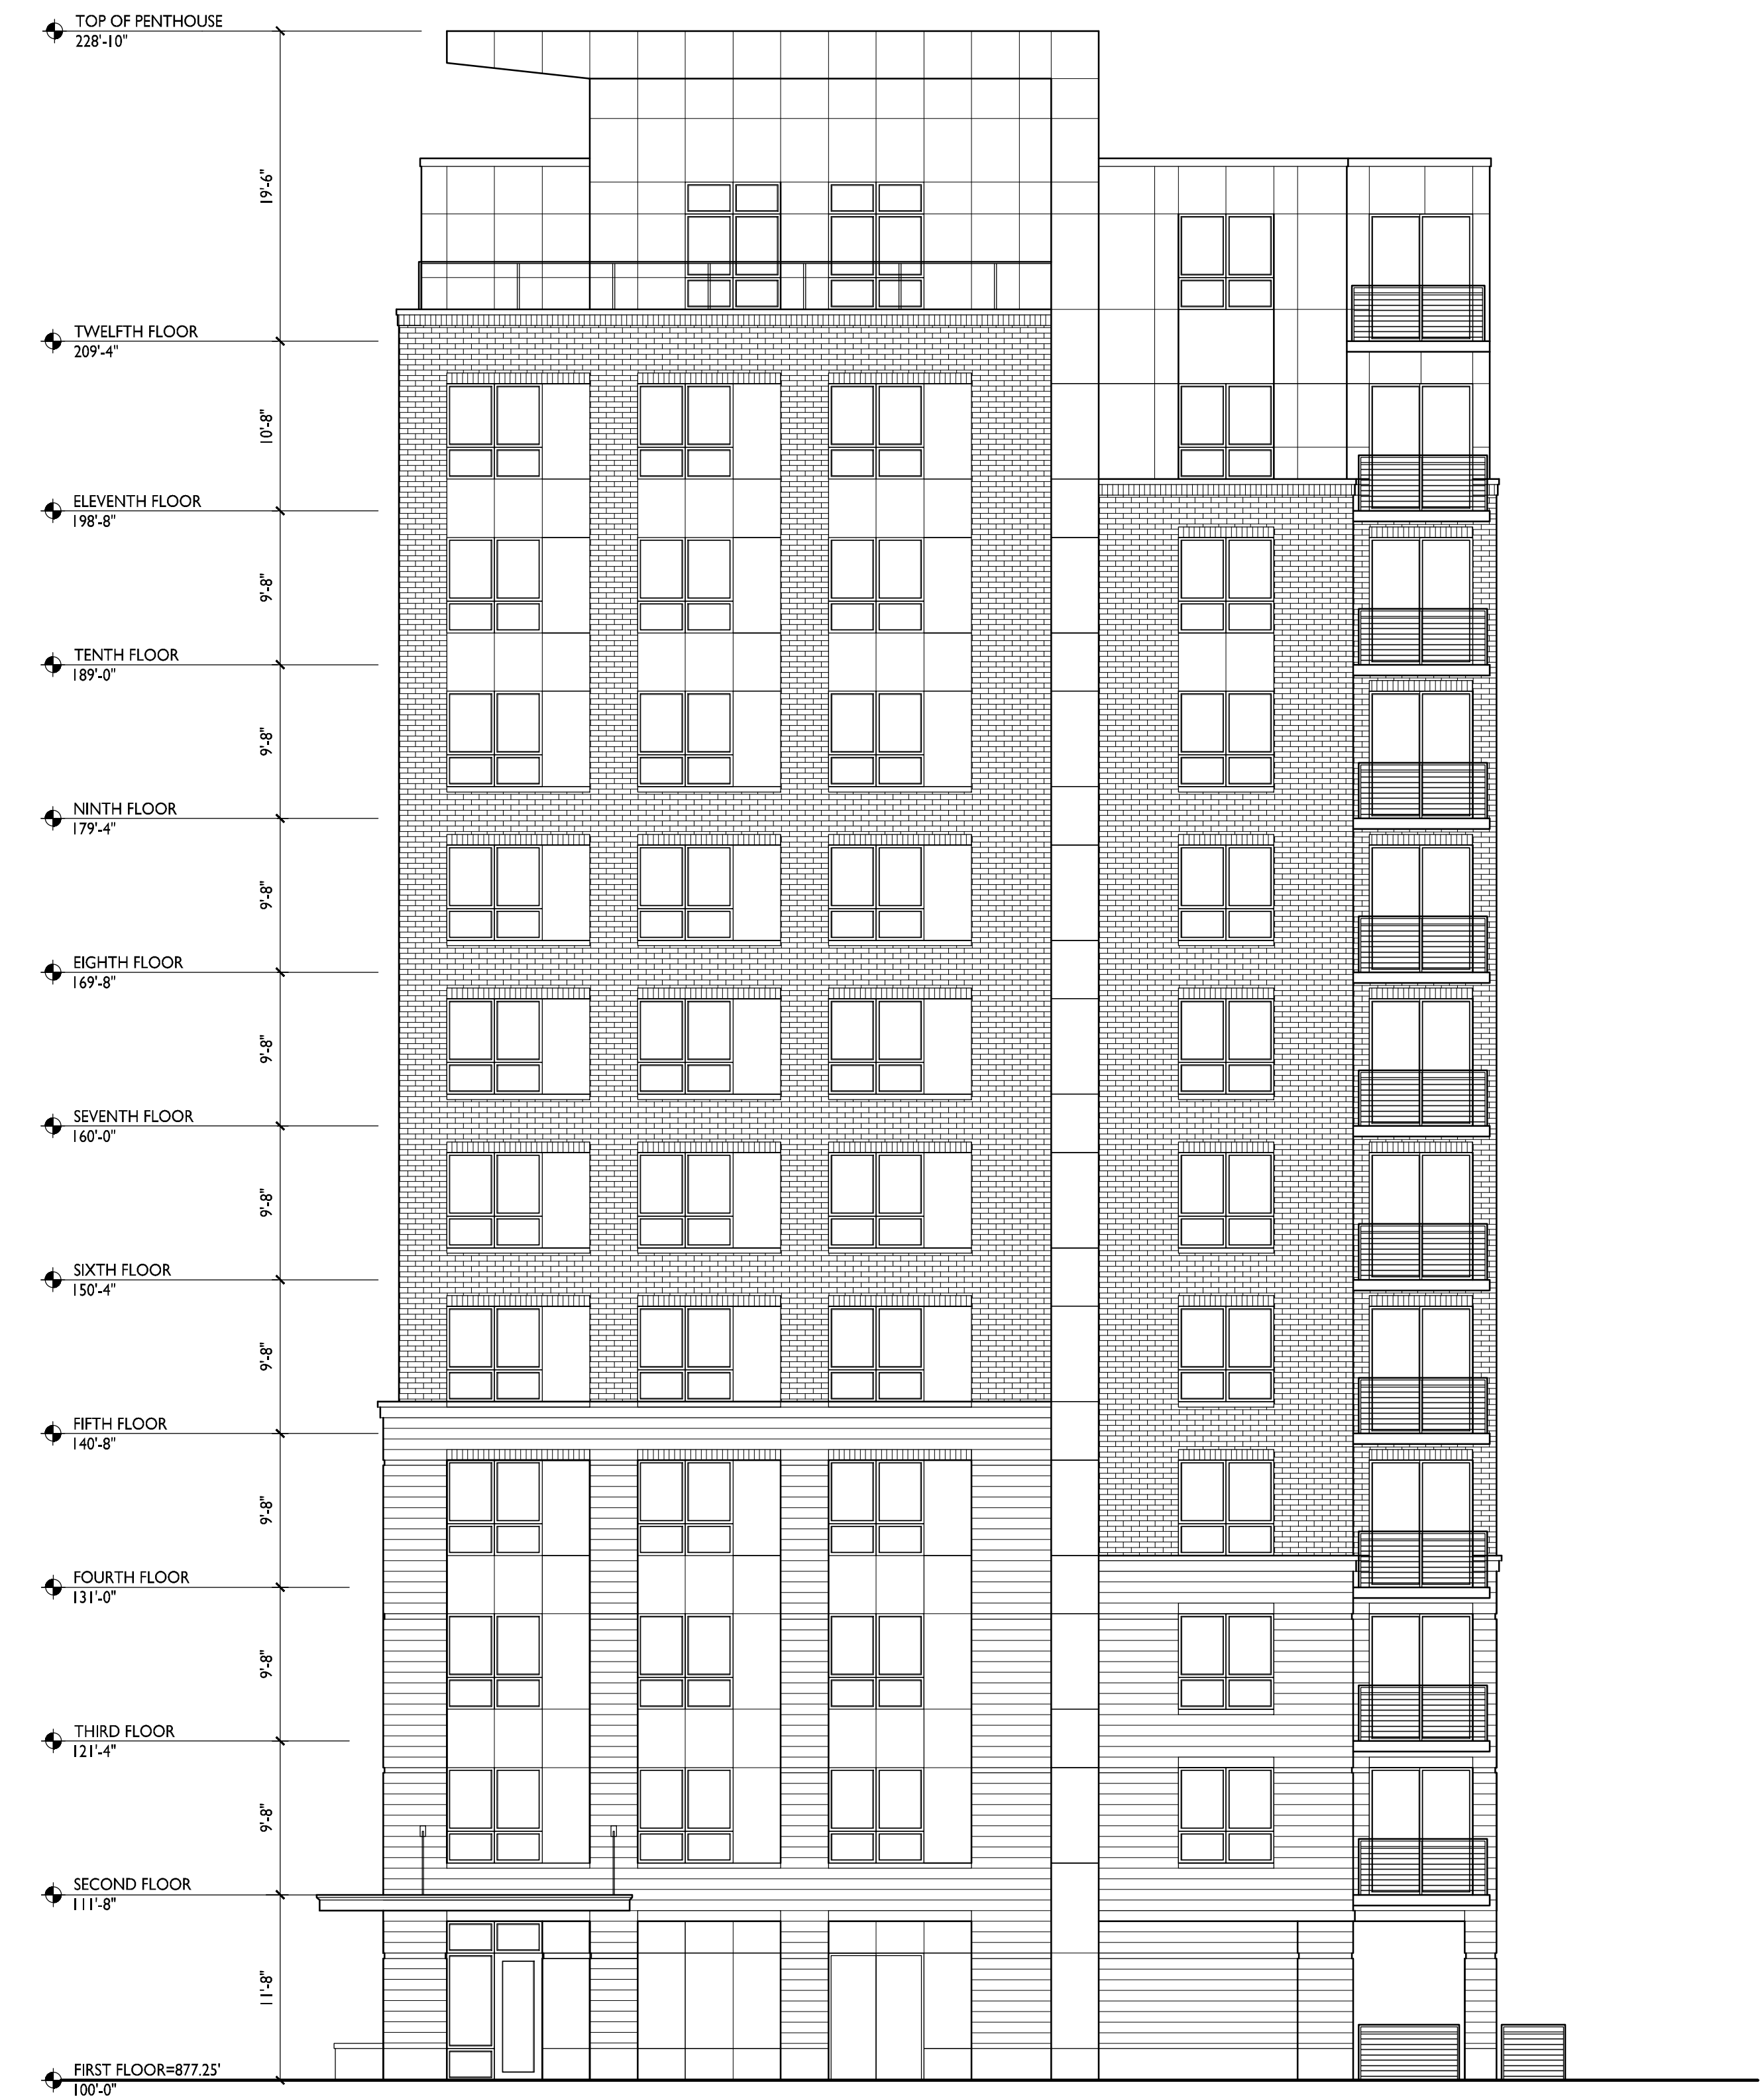 TOP OF PENTHOUSE
228'-10"
19'-6"
TWELFTH FLOOR
209'-4"
10'-8"
ELEVENTH FLOOR
198'-8"
9'-8"
TENTH FLOOR
189'-0"
9'-8"
NINTH FLOOR
179'-4"
9'-8"
EIGHTH FLOOR
169'-8"
9'-8"
SEVENTH FLOOR
160'-0"
9'-8"
SIXTH FLOOR
150'-4"
9'-8"
FIFTH FLOOR
140'-8"
9'-8"
FOURTH FLOOR
131'-0"
9'-8"
THIRD FLOOR
121'-4"
9'-8"
SECOND FLOOR
111'-8"
11'-8"
FIRST FLOOR=877.25'
100'-0"